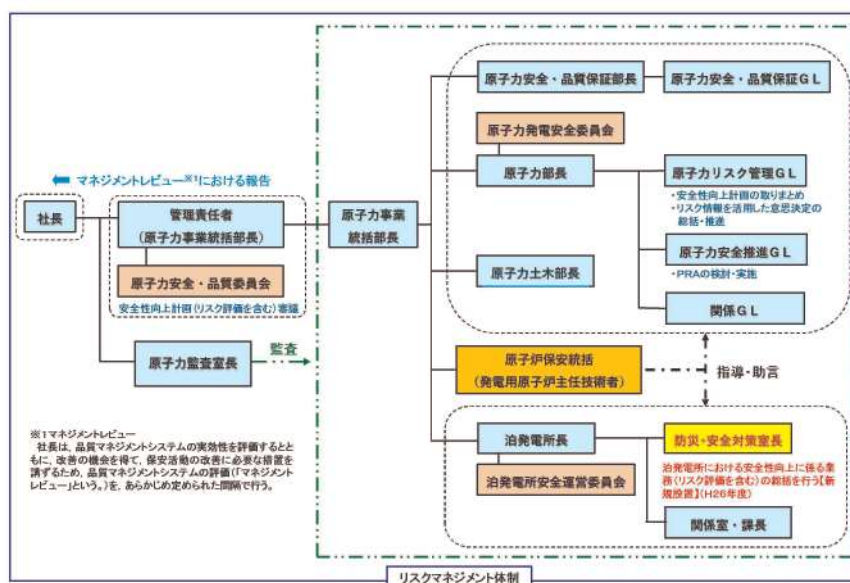 原子力安全・品質保証部長
原子力安全・品質保証GL
原子力発電安全委員会
← マネジメントレビュー※1における報告
原子力部長
原子力リスク管理GL
・安全性向上計画の取りまとめ
・リスク情報を活用した意思決定の
総括・推進
社長
管理責任者
(原子力事業統括部長)
原子力事業
統括部長
原子力安全推進GL
・PRAの検討・実施
原子力安全・品質委員会
原子力土木部長
安全性向上計画(リスク評価を含む)審議
関係GL
原子力監査室長
監査
原子炉保安統括
(発電用原子炉主任技術者)
指導・助言
※1マネジメントレビュー
社長は、品質マネジメントシステムの実効性を評価するとと
もに、改善の機会を得て、保安活動の改善に必要な措置を
講ずるため、品質マネジメントシステムの評価(「マネジメント
レビュー」という。)を、あらかじめ定められた間隔で行う。
泊発電所長
防災・安全対策室長
泊発電所における安全性向上に係る業
務(リスク評価を含む)の総括を行う【新
規設置】(H26年度)
泊発電所安全運営委員会
関係室・課長
リスクマネジメント体制